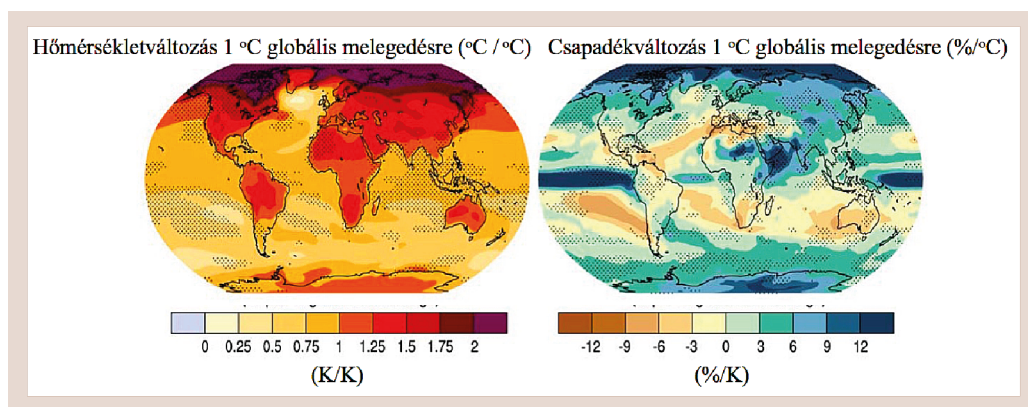 Hőmérsékletváltozás 1 °C globális melegedésre (°C / °C)
Csapadékváltozás 1 °C globális melegedésre (%/°C)
0 0.25 0.5 0.75 1 1.25 1.5 1.75 2
-12 -9 -6 -3 0 3 6 9 12
(K/K)
(%/K)